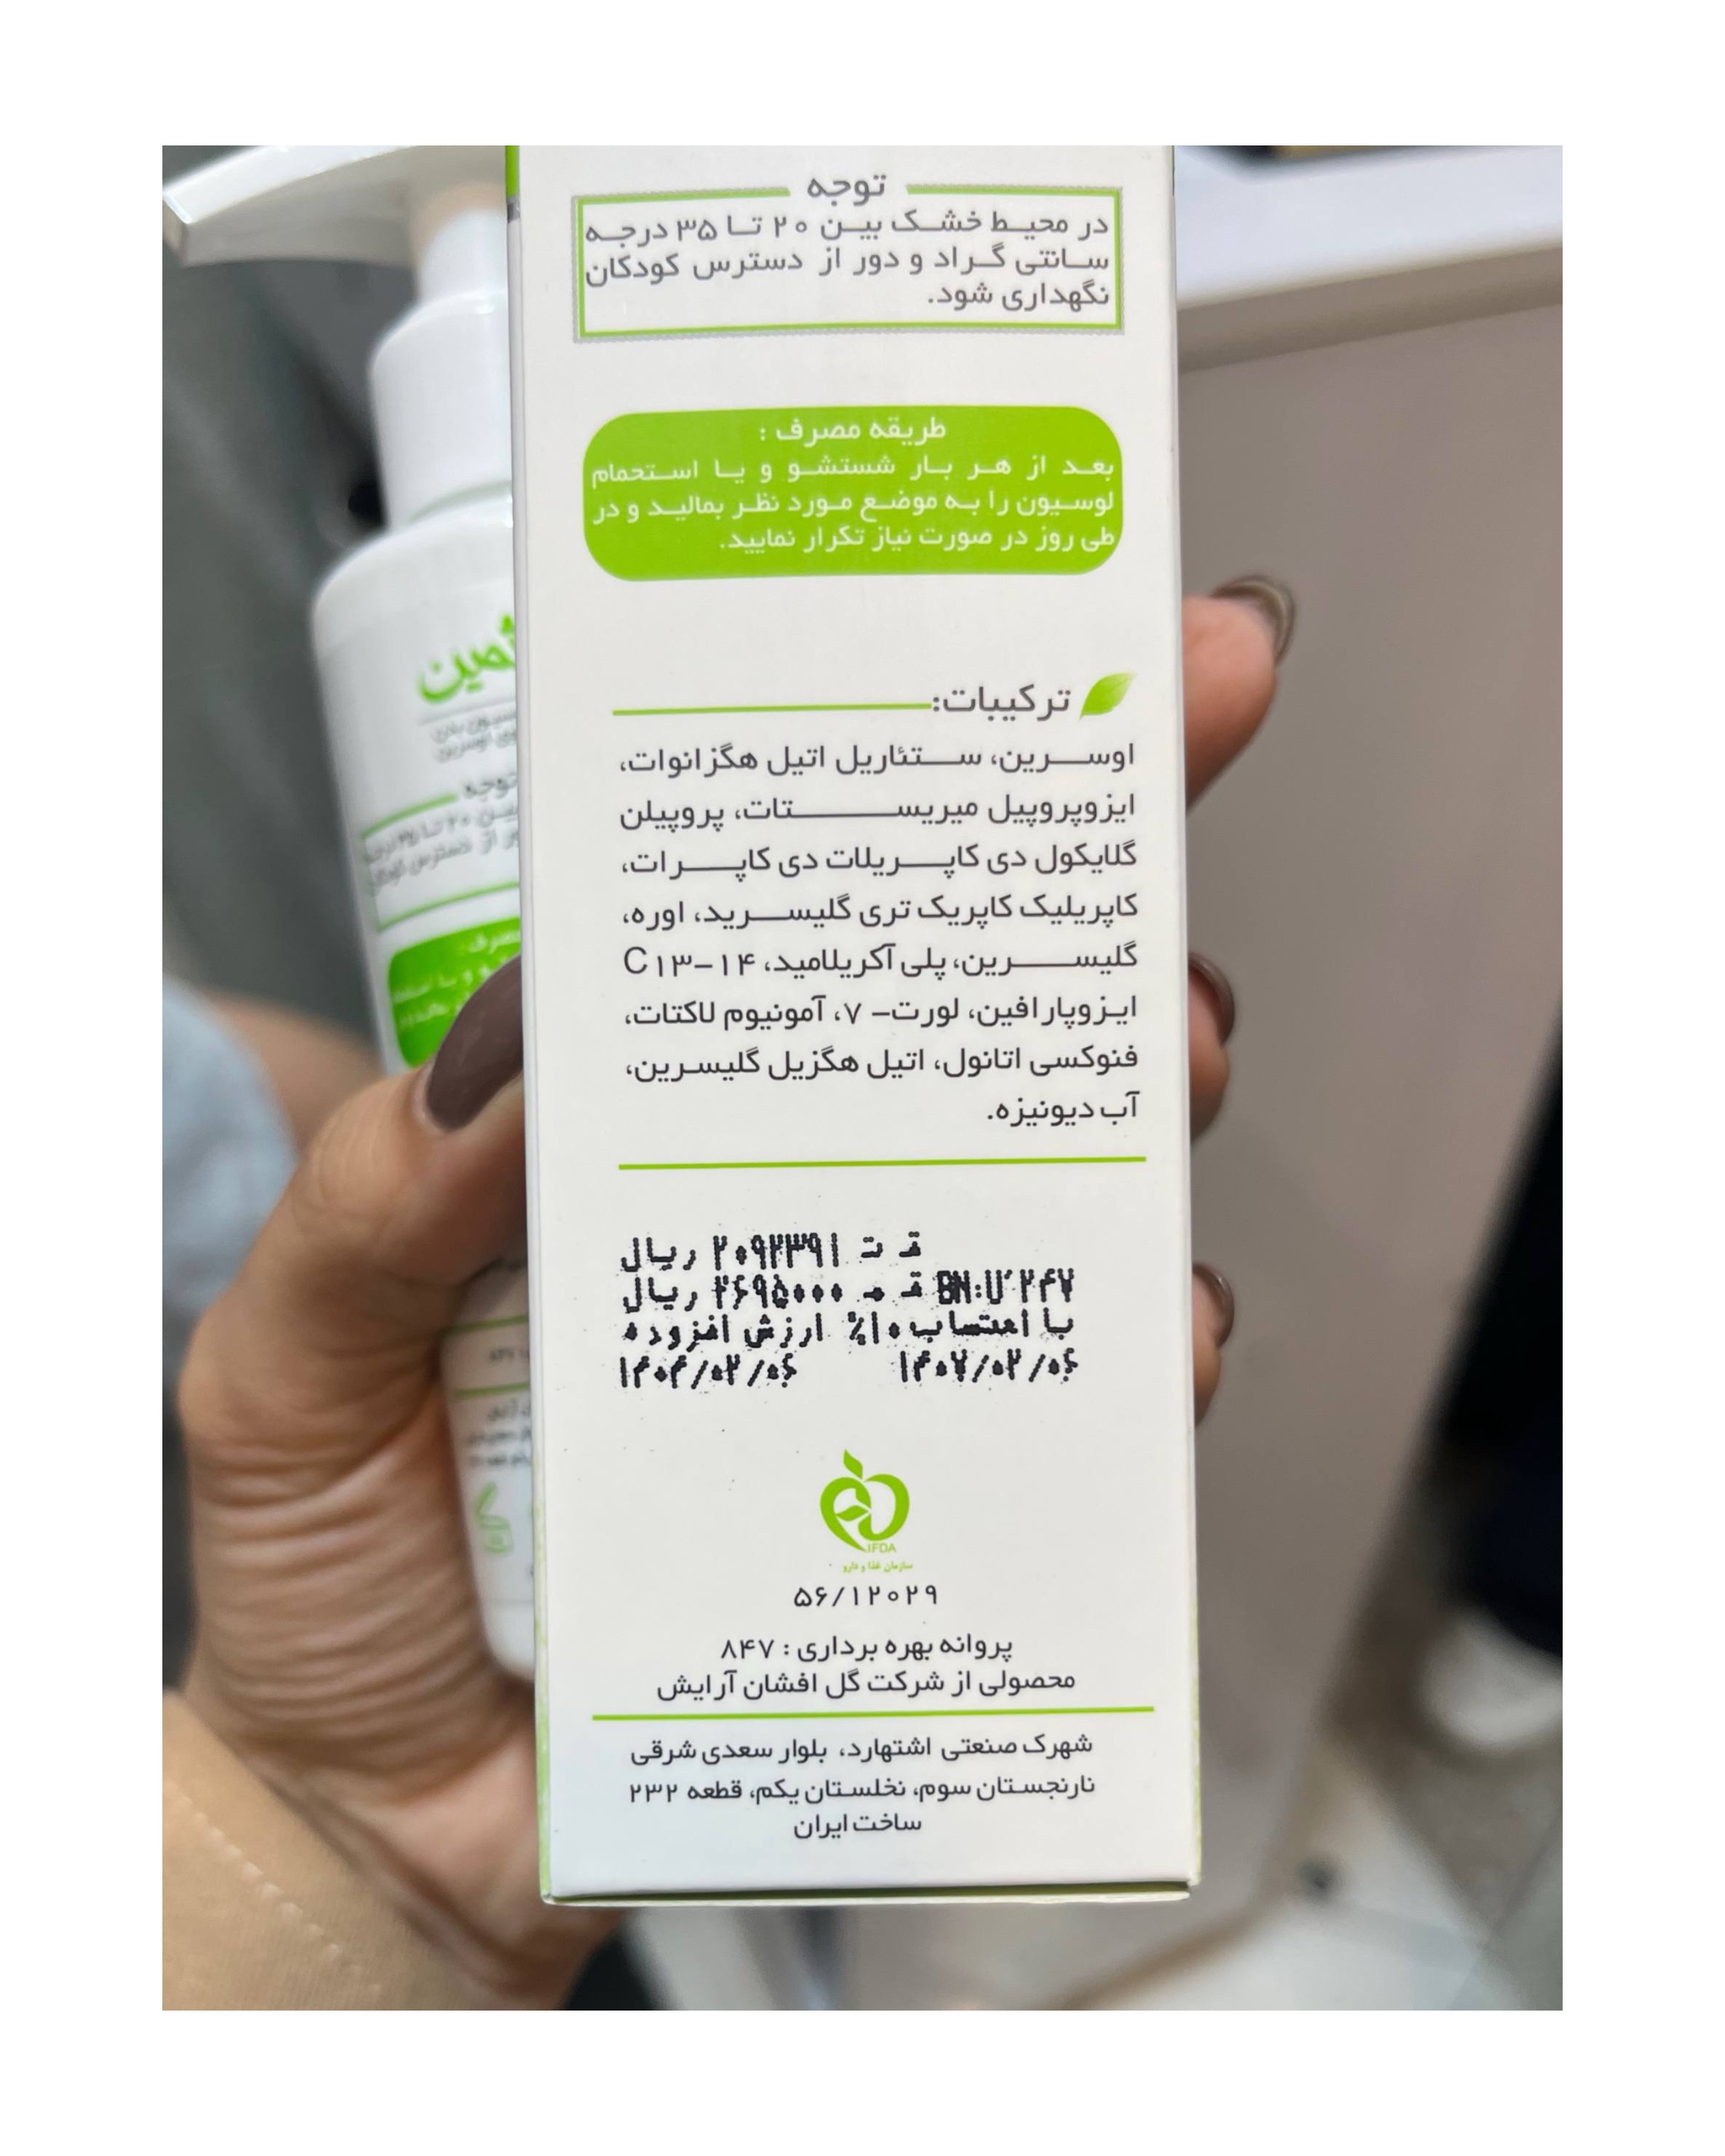 توجه
در محیط خشک بین ۲۰ تا ۳۵ درجه
سانتی گراد و دور از دسترس کودکان
نگهداری شود.
طریقه مصرف :
بعد از هر بار شستشو و یا استحمام
لوسیون را به موضع مورد نظر بمالید و در
طی روز در صورت نیاز تکرار نمایید.
ترکیبات:
اوسرین، ستئاریل اتیل هگزانوات،
ایزوپروپیل میریستات، پروپیلن
گلایکول دی کاپریلات دی کاپرات،
کاپریلیک کاپریک تری گلیسرید، اوره،
گلیسرین، پلی آکریلامید، C۱۳-۱۴
ایزوپارافین، لورت- ۷، آمونیوم لاکتات،
فنوکسی اتانول، اتیل هگزیل گلیسرین،
آب دیونیزه.
ق ت ۲۰۹۲۳۹۱ ریال
BN:U ۲۴۷ ق م ۲۶۹۵۰۰۰ ریال
با احتساب ۱۰٪ ارزش افزوده
۱۴۰۷/۰۲/۰۶ ۱۴۰۴/۰۲/۰۶
IFDA
سازمان غذا و دارو
۵۶/۱۲۰۲۹
پروانه بهره برداری : ۸۴۷
محصولی از شرکت گل افشان آرایش
شهرک صنعتی اشتهارد، بلوار سعدی شرقی
نارنجستان سوم، نخلستان یکم، قطعه ۲۳۲
ساخت ایران
ثمین
توجه